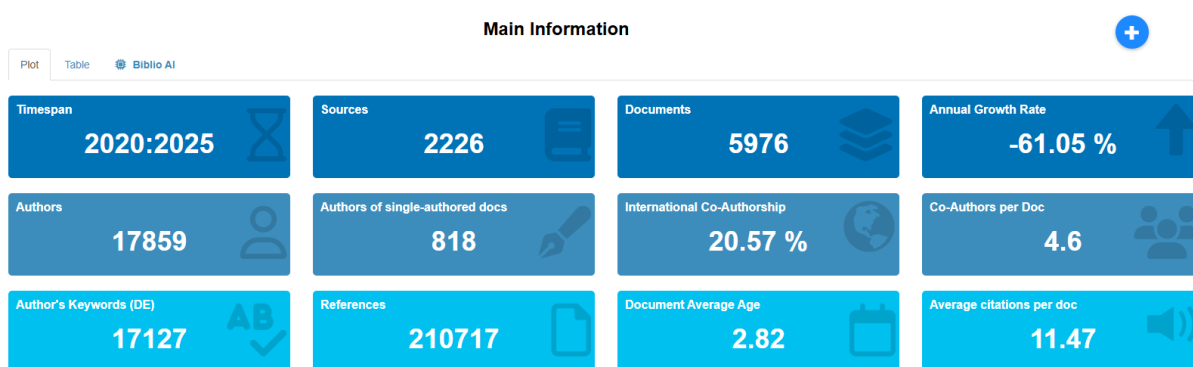 Main Information
Plot Table Biblio AI
Timespan
2020:2025
Sources
2226
Documents
5976
Annual Growth Rate
-61.05 %
Authors
17859
Authors of single-authored docs
818
International Co-Authorship
20.57 %
Co-Authors per Doc
4.6
Author's Keywords (DE)
17127
AB
References
210717
Document Average Age
2.82
Average citations per doc
11.47